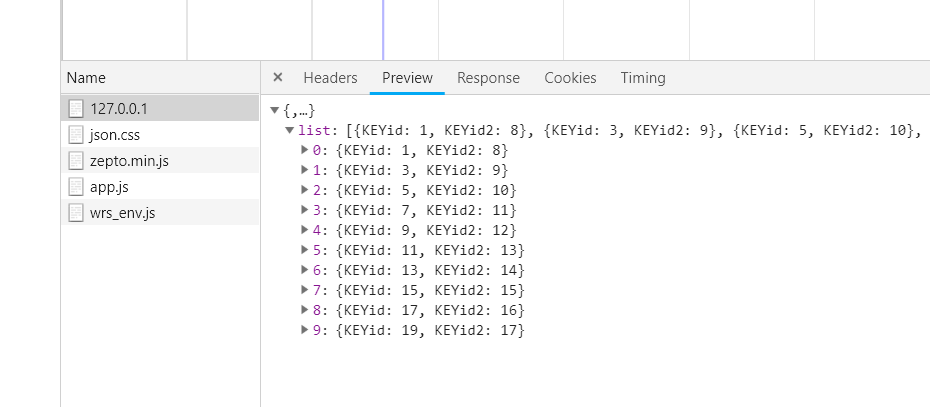 Name
127.0.0.1
json.css
zepto.min.js
app.js
wrs_env.js
× Headers Preview Response Cookies Timing
▼{,…}
▼list: [{KEYid: 1, KEYid2: 8}, {KEYid: 3, KEYid2: 9}, {KEYid: 5, KEYid2: 10},
▶0: {KEYid: 1, KEYid2: 8}
▶1: {KEYid: 3, KEYid2: 9}
▶2: {KEYid: 5, KEYid2: 10}
▶3: {KEYid: 7, KEYid2: 11}
▶4: {KEYid: 9, KEYid2: 12}
▶5: {KEYid: 11, KEYid2: 13}
▶6: {KEYid: 13, KEYid2: 14}
▶7: {KEYid: 15, KEYid2: 15}
▶8: {KEYid: 17, KEYid2: 16}
▶9: {KEYid: 19, KEYid2: 17}